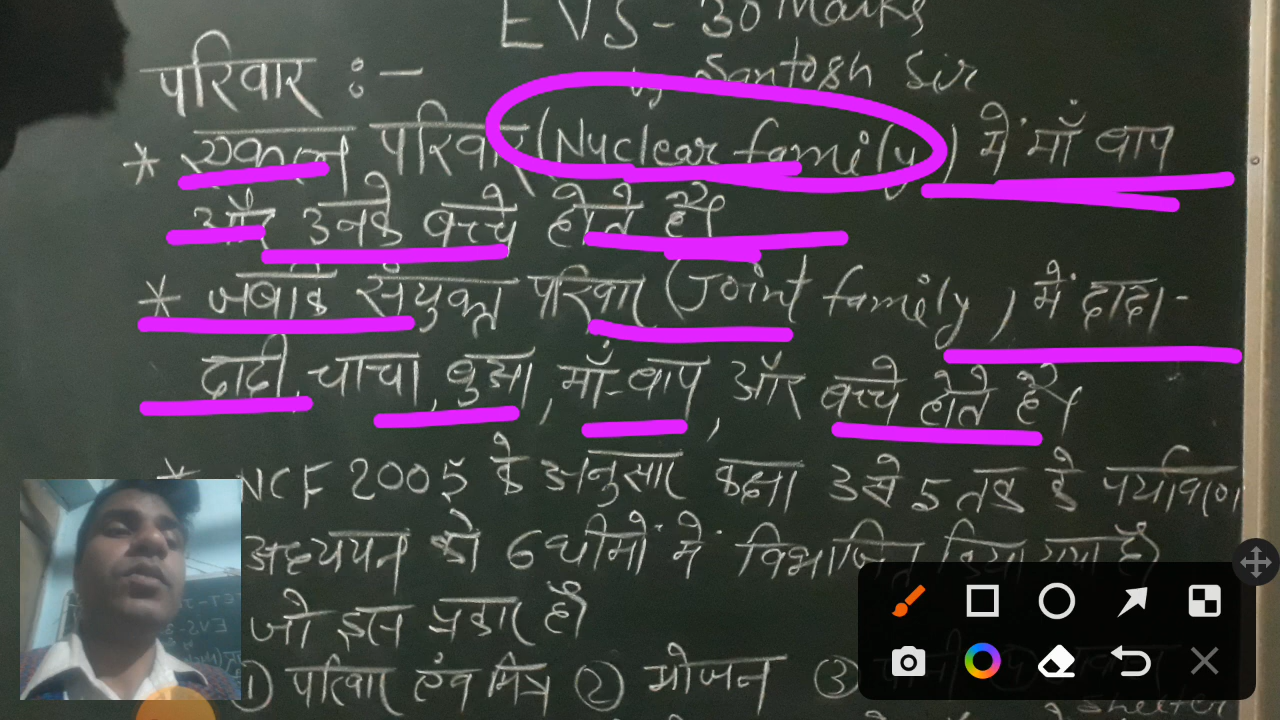 EVS - 30 Marks
by Santosh Sir
परिवार :-
* एकल परिवार (Nuclear family) में माँ बाप
और उनके बच्चे होते है।
* जबकि संयुक्त परिवार (Joint family) में दादा-
दादी, चाचा, बुआ, माँ-बाप, और बच्चे होते है।
* NCF 2005 के अनुसार कक्षा 3 से 5 तक के पर्यावरण
अध्ययन को 6 थीमों में विभाजित किया गया है
जो इस प्रकार है
① परिवार एंव मित्र ② भोजन ③
shelter